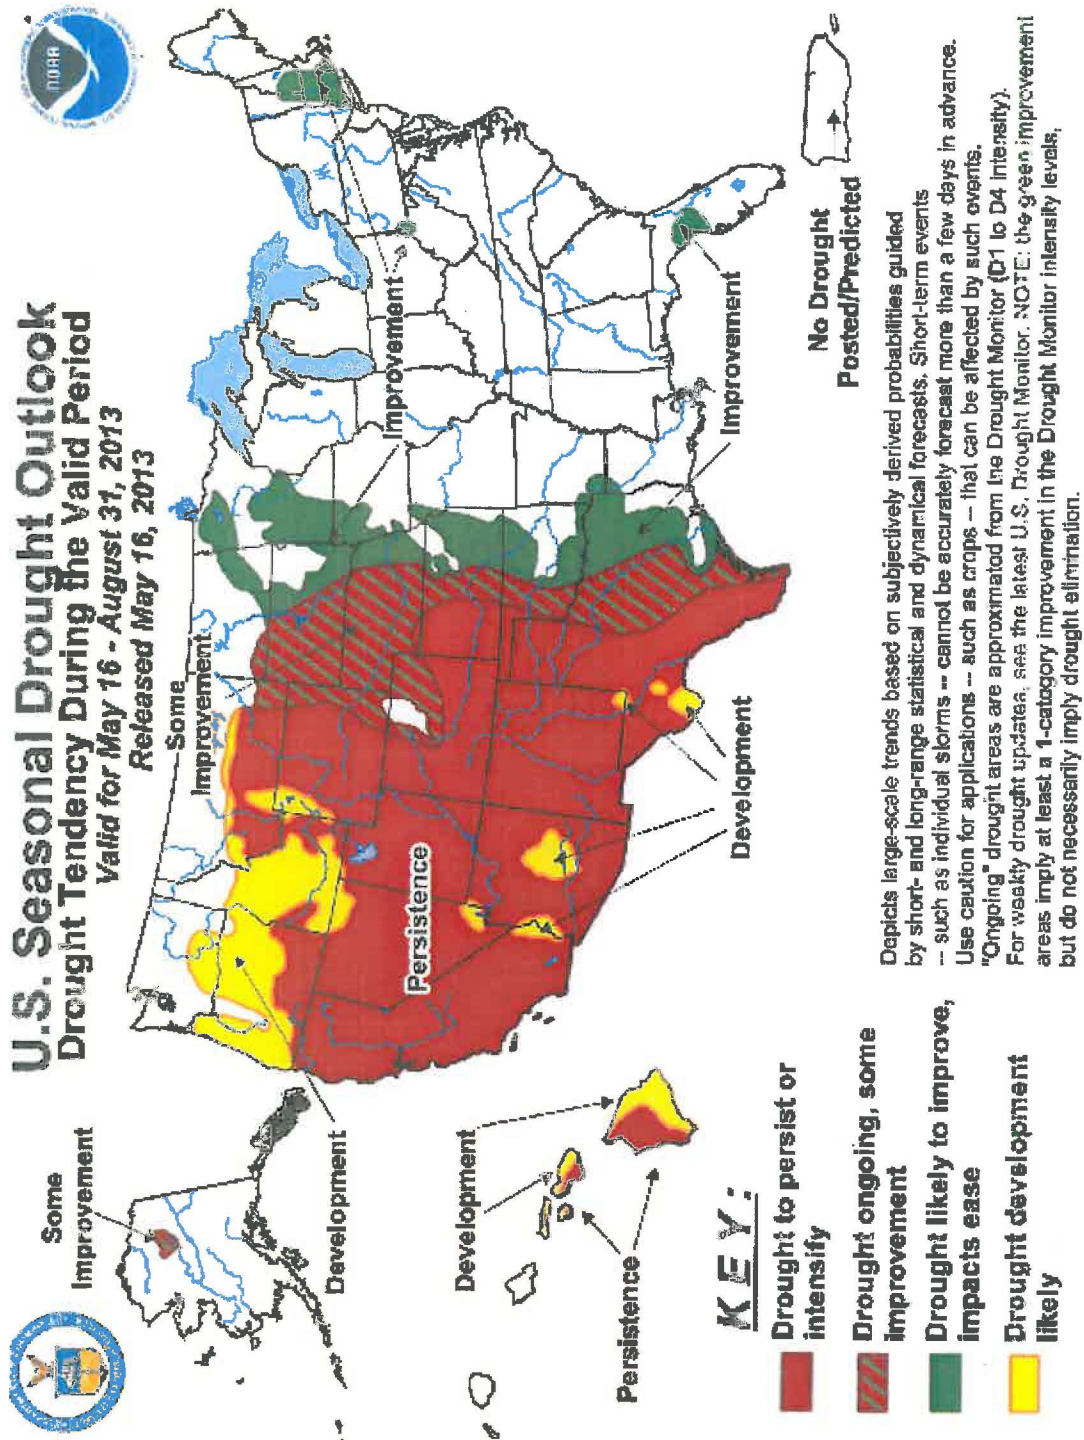 U.S. Seasonal Drought Outlook
Drought Tendency During the Valid Period
Valid for May 16 - August 31, 2013
Released May 16, 2013
NOAA
Some
Improvement
Some
Improvement
Development
Development
Persistence
Persistence
Improvement
Improvement
Development
No Drought
Posted/Predicted
KEY:
Drought to persist or
intensify
Drought ongoing, some
improvement
Drought likely to improve,
impacts ease
Drought development
likely
Depicts large-scale trends based on subjectively derived probabilities guided
by short- and long-range statistical and dynamical forecasts. Short-term events
-- such as individual storms -- cannot be accurately forecast more than a few days in advance.
Use caution for applications -- such as crops -- that can be affected by such events.
"Ongoing" drought areas are approximated from the Drought Monitor (D1 to D4 intensity).
For weekly drought updates, see the latest U.S. Drought Monitor. NOTE: the green improvement
areas imply at least a 1-category improvement in the Drought Monitor intensity levels,
but do not necessarily imply drought elimination.